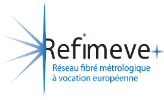 Refimeve+
Réseau fibré métrologique
à vocation européenne